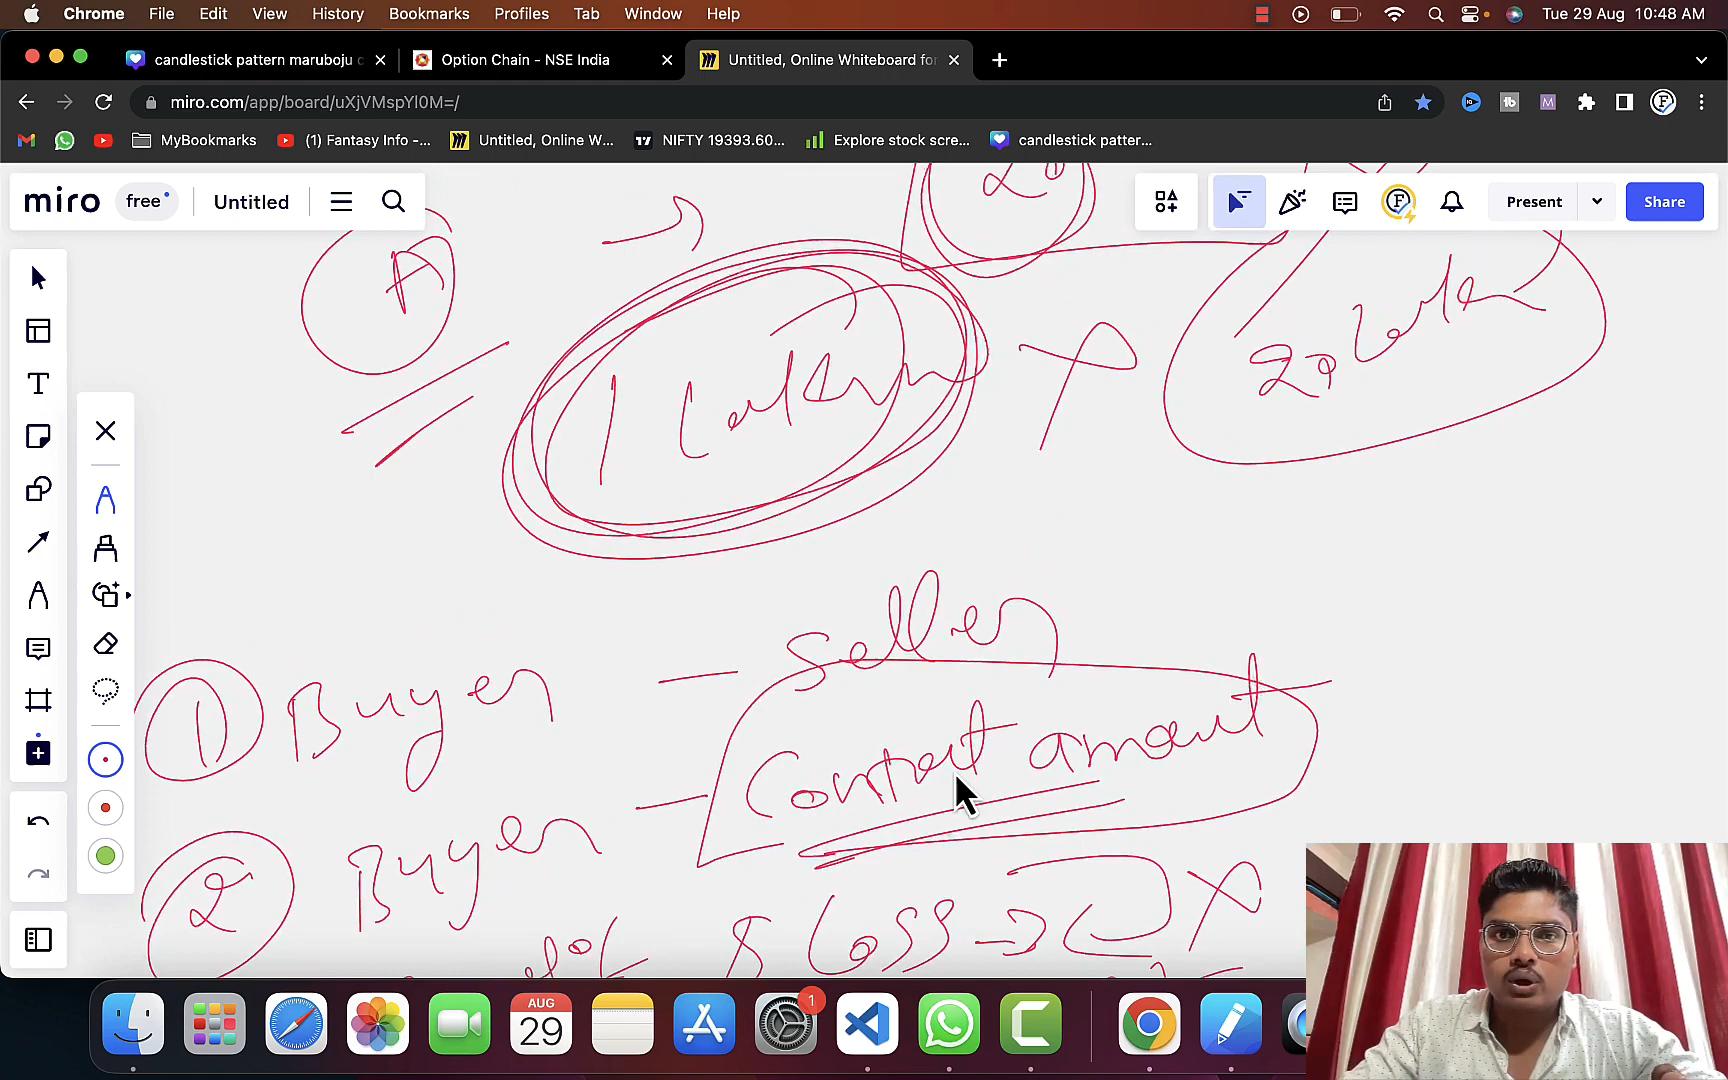 Chrome File Edit View History Bookmarks Profiles Tab Window Help Tue 29 Aug 10:48 AM
candlestick pattern maruboju c Option Chain - NSE India Untitled, Online Whiteboard for
miro.com/app/board/uXjVMspYl0M=/
MyBookmarks (1) Fantasy Info -... Untitled, Online W... NIFTY 19393.60... Explore stock scre... candlestick patter...
miro free Untitled Present Share
A
20 Lakh
1 Lakh
Seller
1 Buyer
Contract amount
2 Buyer
& Loss
AUG
29
1